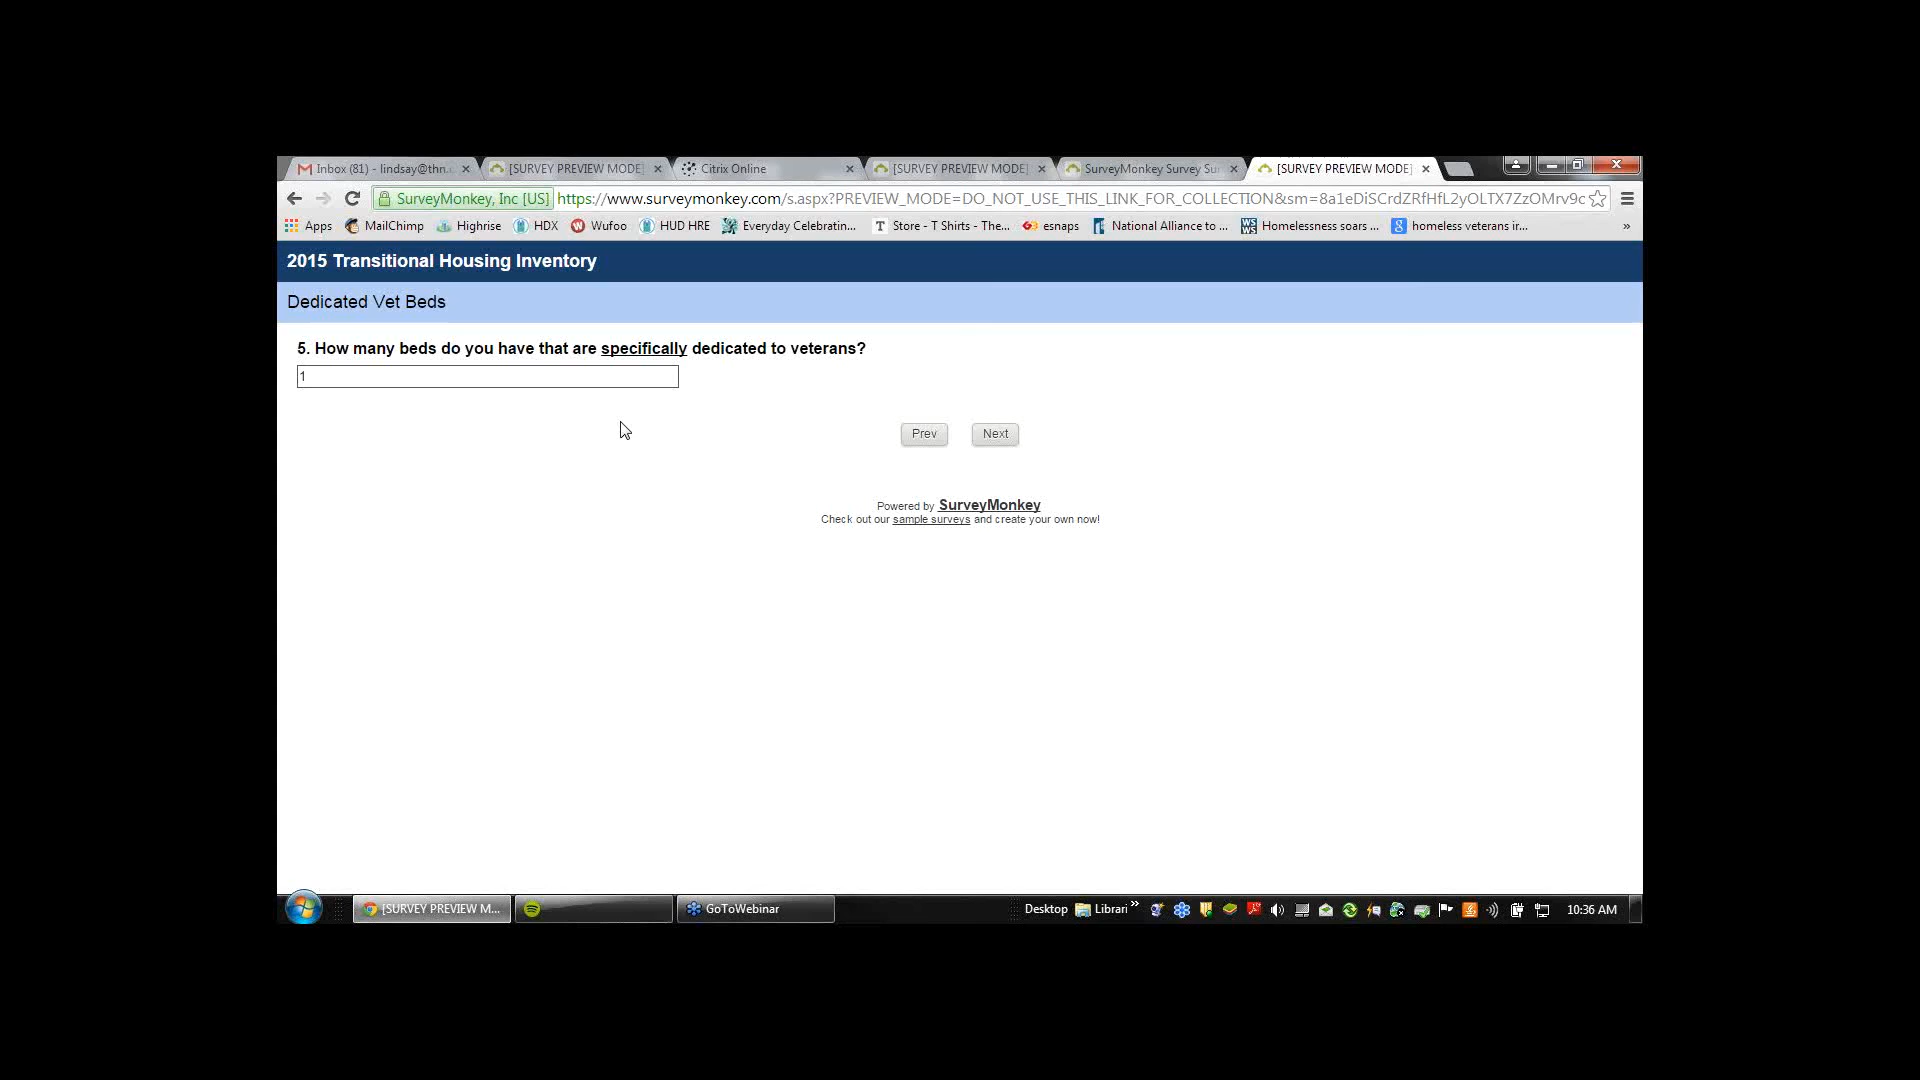 Inbox (81) - lindsay@thn.
[SURVEY PREVIEW MODE]
Citrix Online
[SURVEY PREVIEW MODE]
SurveyMonkey Survey Su
[SURVEY PREVIEW MODE]
SurveyMonkey, Inc [US] https://www.surveymonkey.com/s.aspx?PREVIEW_MODE=DO_NOT_USE_THIS_LINK_FOR_COLLECTION&sm=8a1eDiSCrdZRfHfL2yOLTX7ZzOMrv9c
Apps MailChimp Highrise HDX Wufoo HUD HRE Everyday Celebratin... Store - T Shirts - The... esnaps National Alliance to ... Homelessness soars ... homeless veterans ir... »
2015 Transitional Housing Inventory
Dedicated Vet Beds
5. How many beds do you have that are specifically dedicated to veterans?
1
Prev Next
Powered by SurveyMonkey
Check out our sample surveys and create your own now!
[SURVEY PREVIEW M... GoToWebinar Desktop Librari » 10:36 AM